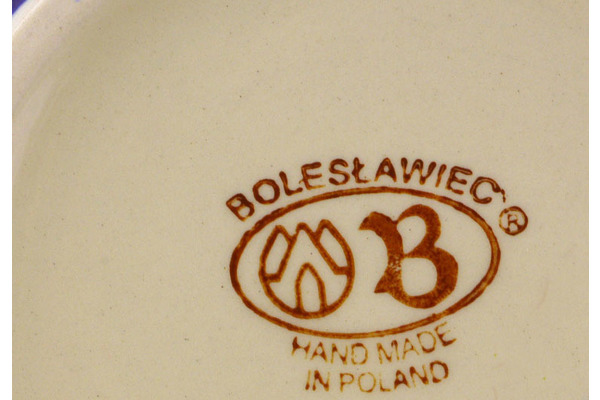 BOLESŁAWIEC ®
B
HAND MADE
IN POLAND